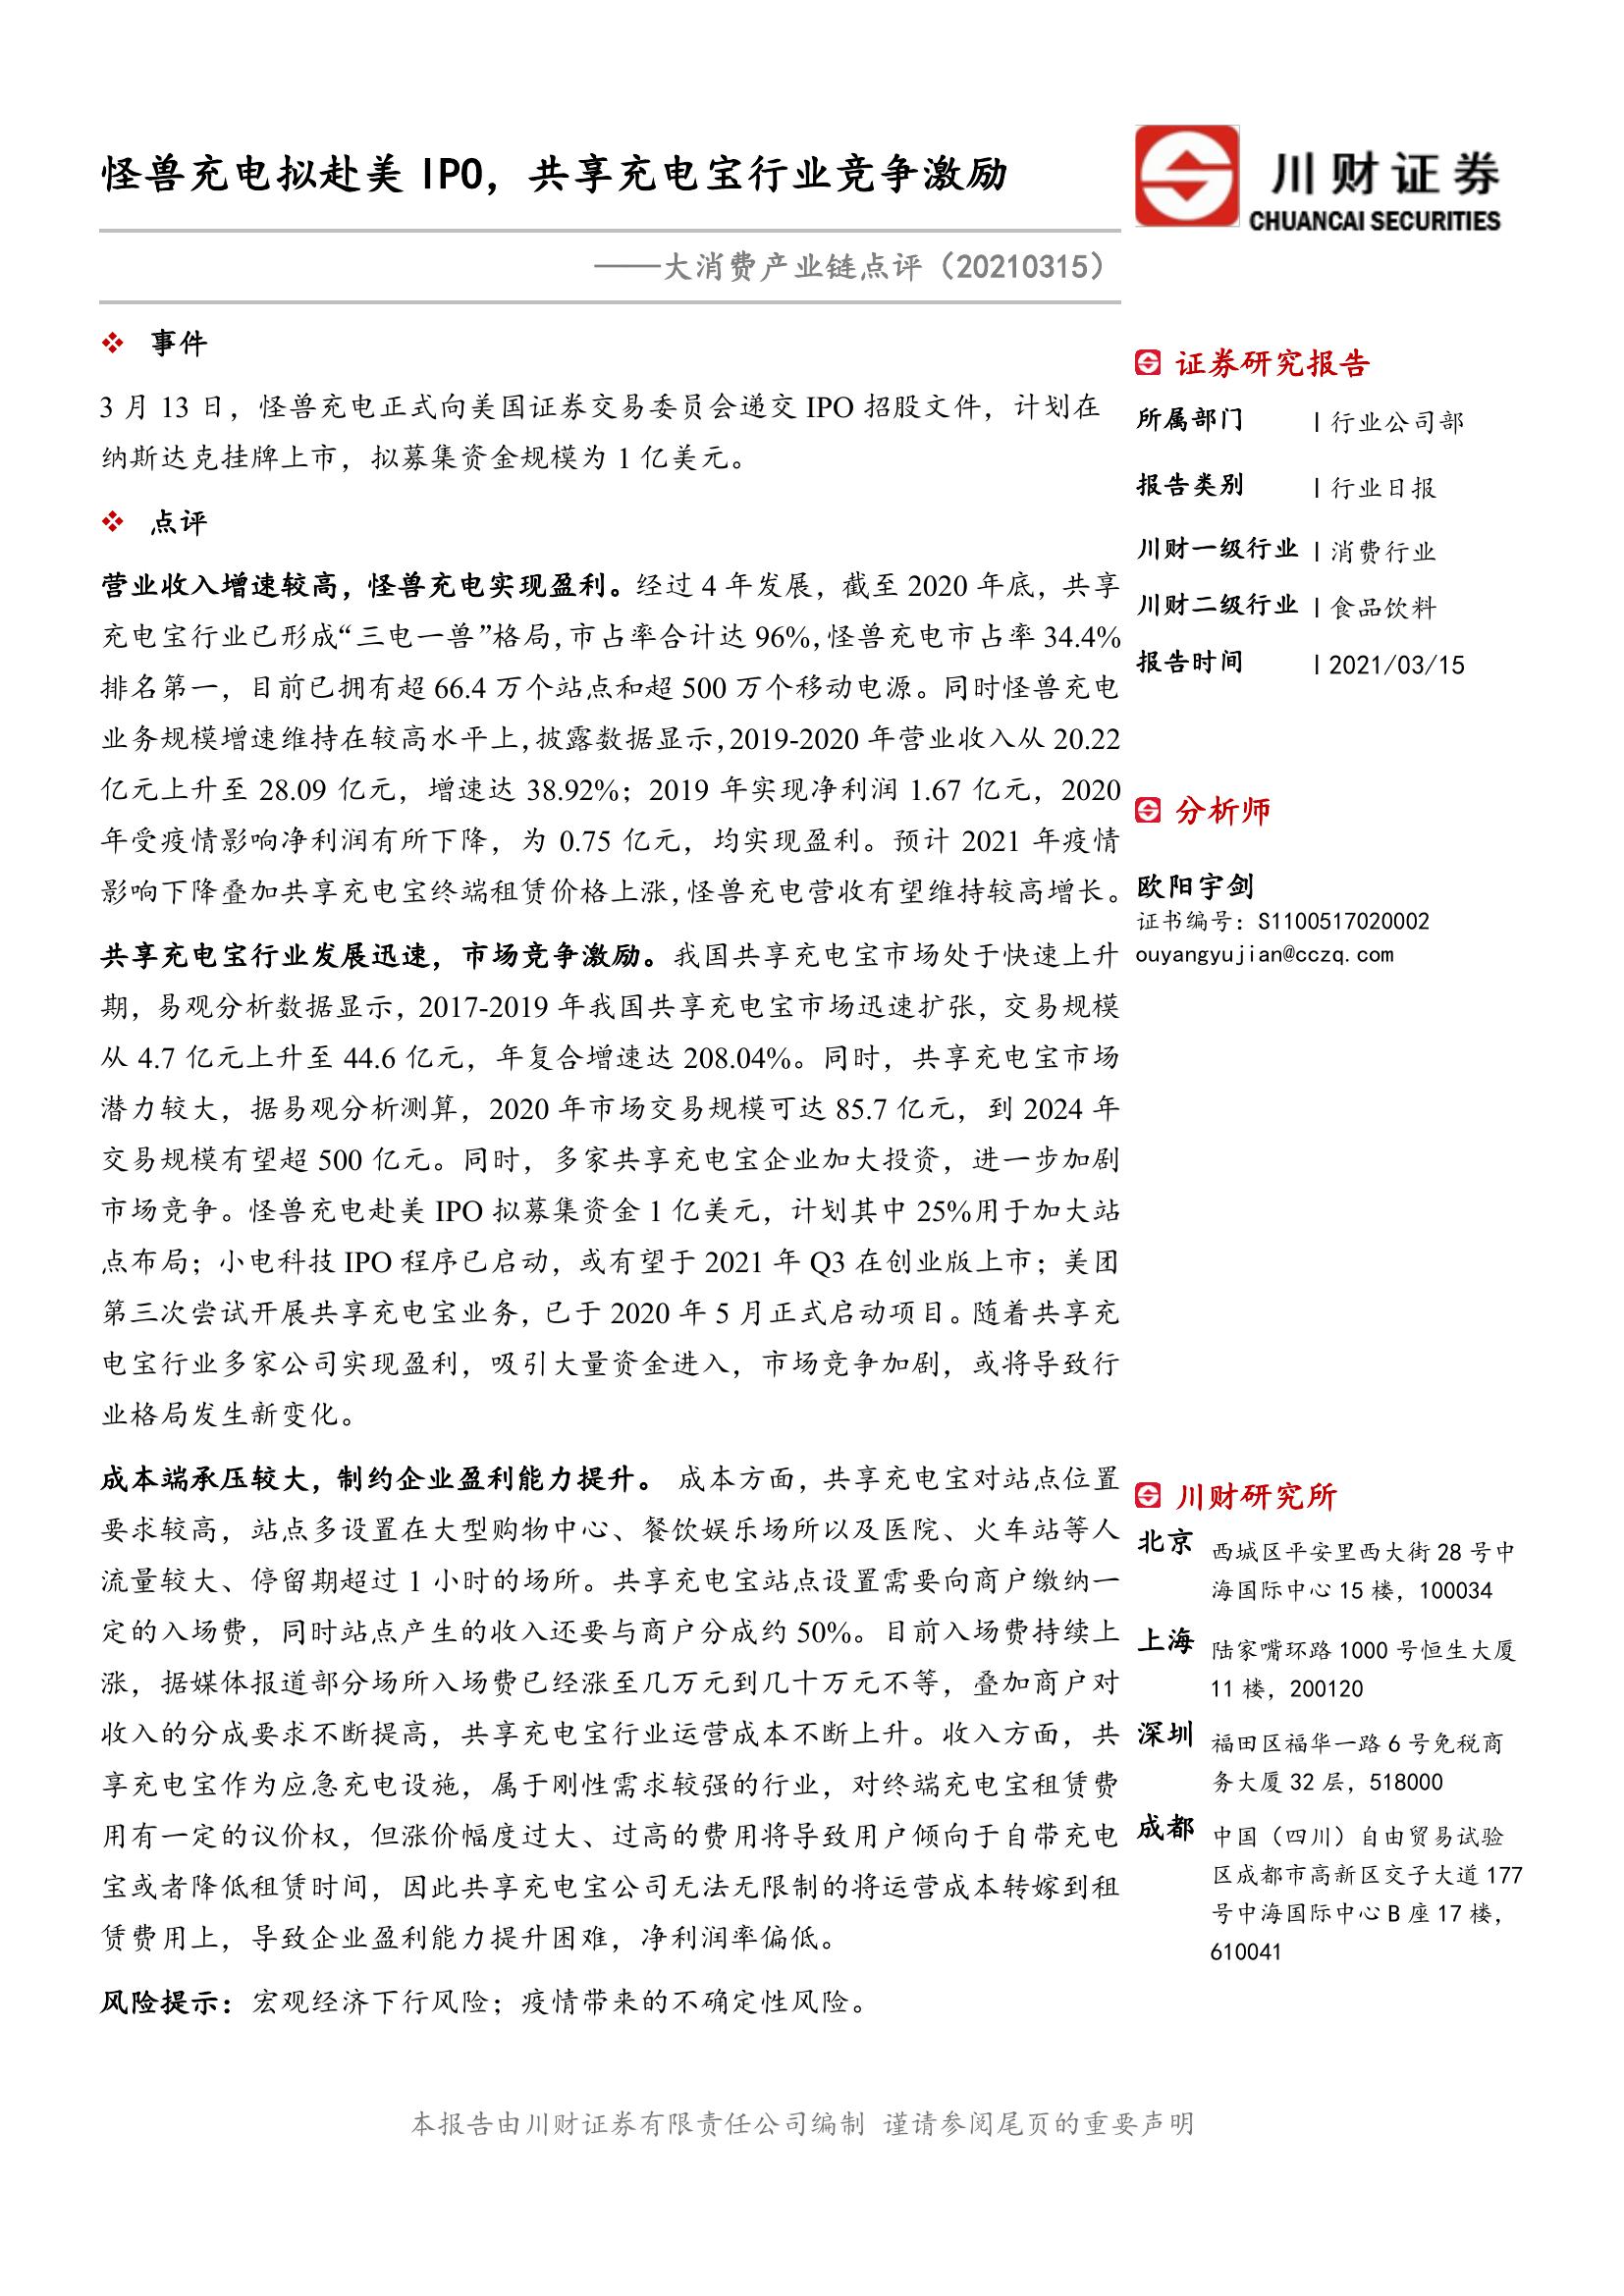 怪兽充电拟赴美 IPO，共享充电宝行业竞争激励
——大消费产业链点评（20210315）
川财证券
CHUANCAI SECURITIES
事件
3 月 13 日，怪兽充电正式向美国证券交易委员会递交 IPO 招股文件，计划在
纳斯达克挂牌上市，拟募集资金规模为 1 亿美元。
点评
营业收入增速较高，怪兽充电实现盈利。经过 4 年发展，截至 2020 年底，共享
充电宝行业已形成“三电一兽”格局，市占率合计达 96%，怪兽充电市占率 34.4%
排名第一，目前已拥有超 66.4 万个站点和超 500 万个移动电源。同时怪兽充电
业务规模增速维持在较高水平上，披露数据显示，2019-2020 年营业收入从 20.22
亿元上升至 28.09 亿元，增速达 38.92%；2019 年实现净利润 1.67 亿元，2020
年受疫情影响净利润有所下降，为 0.75 亿元，均实现盈利。预计 2021 年疫情
影响下降叠加共享充电宝终端租赁价格上涨，怪兽充电营收有望维持较高增长。
共享充电宝行业发展迅速，市场竞争激励。我国共享充电宝市场处于快速上升
期，易观分析数据显示，2017-2019 年我国共享充电宝市场迅速扩张，交易规模
从 4.7 亿元上升至 44.6 亿元，年复合增速达 208.04%。同时，共享充电宝市场
潜力较大，据易观分析测算，2020 年市场交易规模可达 85.7 亿元，到 2024 年
交易规模有望超 500 亿元。同时，多家共享充电宝企业加大投资，进一步加剧
市场竞争。怪兽充电赴美 IPO 拟募集资金 1 亿美元，计划其中 25%用于加大站
点布局；小电科技 IPO 程序已启动，或有望于 2021 年 Q3 在创业版上市；美团
第三次尝试开展共享充电宝业务，已于 2020 年 5 月正式启动项目。随着共享充
电宝行业多家公司实现盈利，吸引大量资金进入，市场竞争加剧，或将导致行
业格局发生新变化。
成本端承压较大，制约企业盈利能力提升。 成本方面，共享充电宝对站点位置
要求较高，站点多设置在大型购物中心、餐饮娱乐场所以及医院、火车站等人
流量较大、停留期超过 1 小时的场所。共享充电宝站点设置需要向商户缴纳一
定的入场费，同时站点产生的收入还要与商户分成约 50%。目前入场费持续上
涨，据媒体报道部分场所入场费已经涨至几万元到几十万元不等，叠加商户对
收入的分成要求不断提高，共享充电宝行业运营成本不断上升。收入方面，共
享充电宝作为应急充电设施，属于刚性需求较强的行业，对终端充电宝租赁费
用有一定的议价权，但涨价幅度过大、过高的费用将导致用户倾向于自带充电
宝或者降低租赁时间，因此共享充电宝公司无法无限制的将运营成本转嫁到租
赁费用上，导致企业盈利能力提升困难，净利润率偏低。
风险提示：宏观经济下行风险；疫情带来的不确定性风险。
证券研究报告
所属部门 | 行业公司部
报告类别 | 行业日报
川财一级行业 | 消费行业
川财二级行业 | 食品饮料
报告时间 | 2021/03/15
分析师
欧阳宇剑
证书编号：S1100517020002
ouyangyujian@cczq.com
川财研究所
北京 西城区平安里西大街 28 号中
海国际中心 15 楼，100034
上海 陆家嘴环路 1000 号恒生大厦
11 楼，200120
深圳 福田区福华一路 6 号免税商
务大厦 32 层，518000
成都 中国（四川）自由贸易试验
区成都市高新区交子大道 177
号中海国际中心 B 座 17 楼，
610041
本报告由川财证券有限责任公司编制 谨请参阅尾页的重要声明